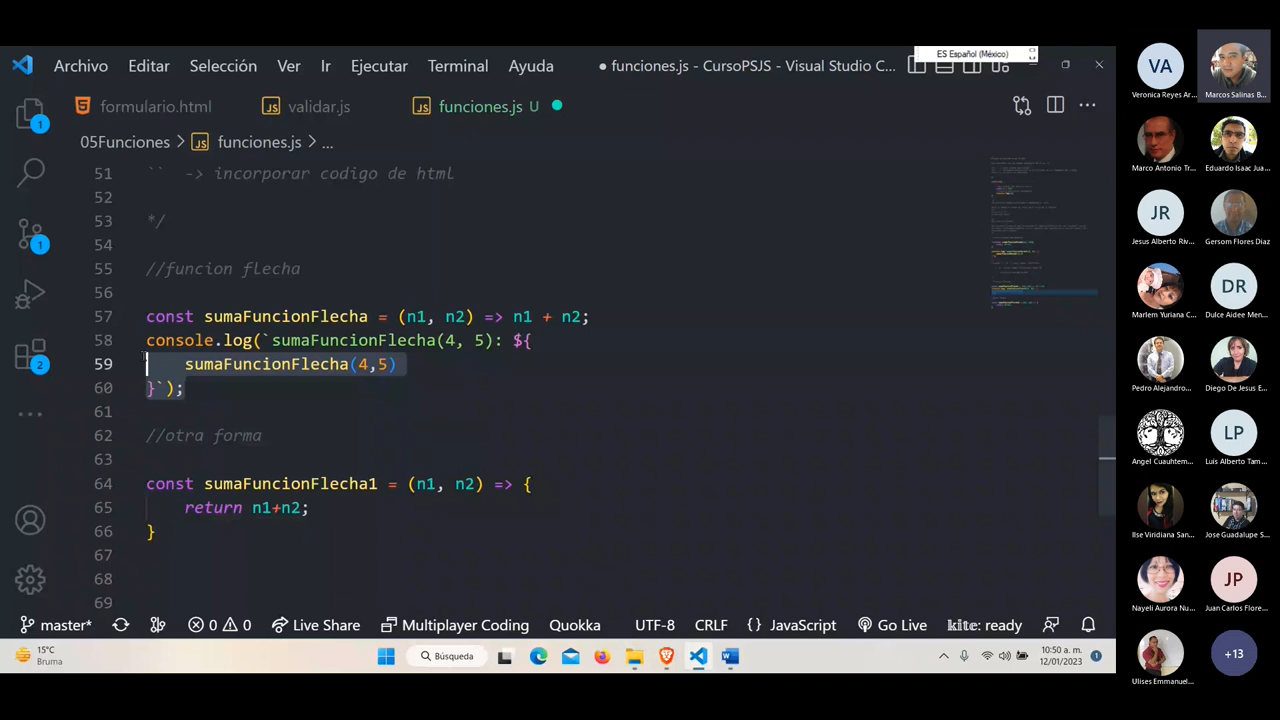 ES Español (México)
Archivo Editar Selección Ver Ir Ejecutar Terminal Ayuda
● funciones.js - CursoPSJS - Visual Studio C...
formulario.html
JS validar.js
JS funciones.js U
05Funciones > JS funciones.js > ...
51 `` -> incorporar codigo de html
52
53 */
54
55 //funcion flecha
56
57 const sumaFuncionFlecha = (n1, n2) => n1 + n2;
58 console.log(`sumaFuncionFlecha(4, 5): ${
59 sumaFuncionFlecha(4,5)
60 }`);
61
62 //otra forma
63
64 const sumaFuncionFlecha1 = (n1, n2) => {
65 return n1+n2;
66 }
67
68
69
1
1
2
master* 0 0 Live Share Multiplayer Coding Quokka UTF-8 CRLF {} JavaScript Go Live kite: ready
15°C
Bruma
Búsqueda
10:50 a. m.
12/01/2023
1
VA
Veronica Reyes Ar...
Marcos Salinas B...
Marco Antonio Tr...
Eduardo Isaac Jua...
JR
Jesus Alberto Riv...
Gersom Flores Diaz
Marlem Yuriana C...
DR
Dulce Aidee Men...
Pedro Alejandro...
Diego De Jesus E...
Angel Cuauhtem...
LP
Luis Alberto Tam...
Ilse Viridiana San...
Jose Guadalupe S...
Nayeli Aurora Nu...
JP
Juan Carlos Flore...
Ulises Emmanuel...
+13